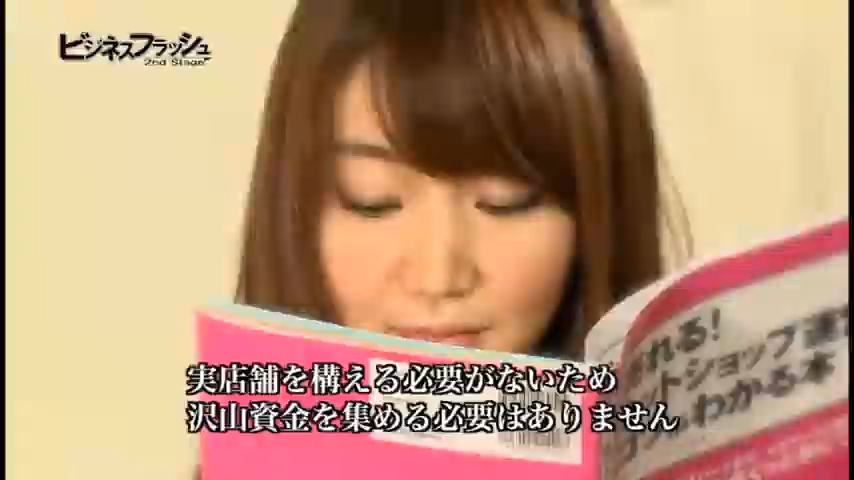 ビジネスフラッシュ
2nd Stage
れる!
ットショップ運
わかる本
実店舗を構える必要がないため
沢山資金を集める必要はありません